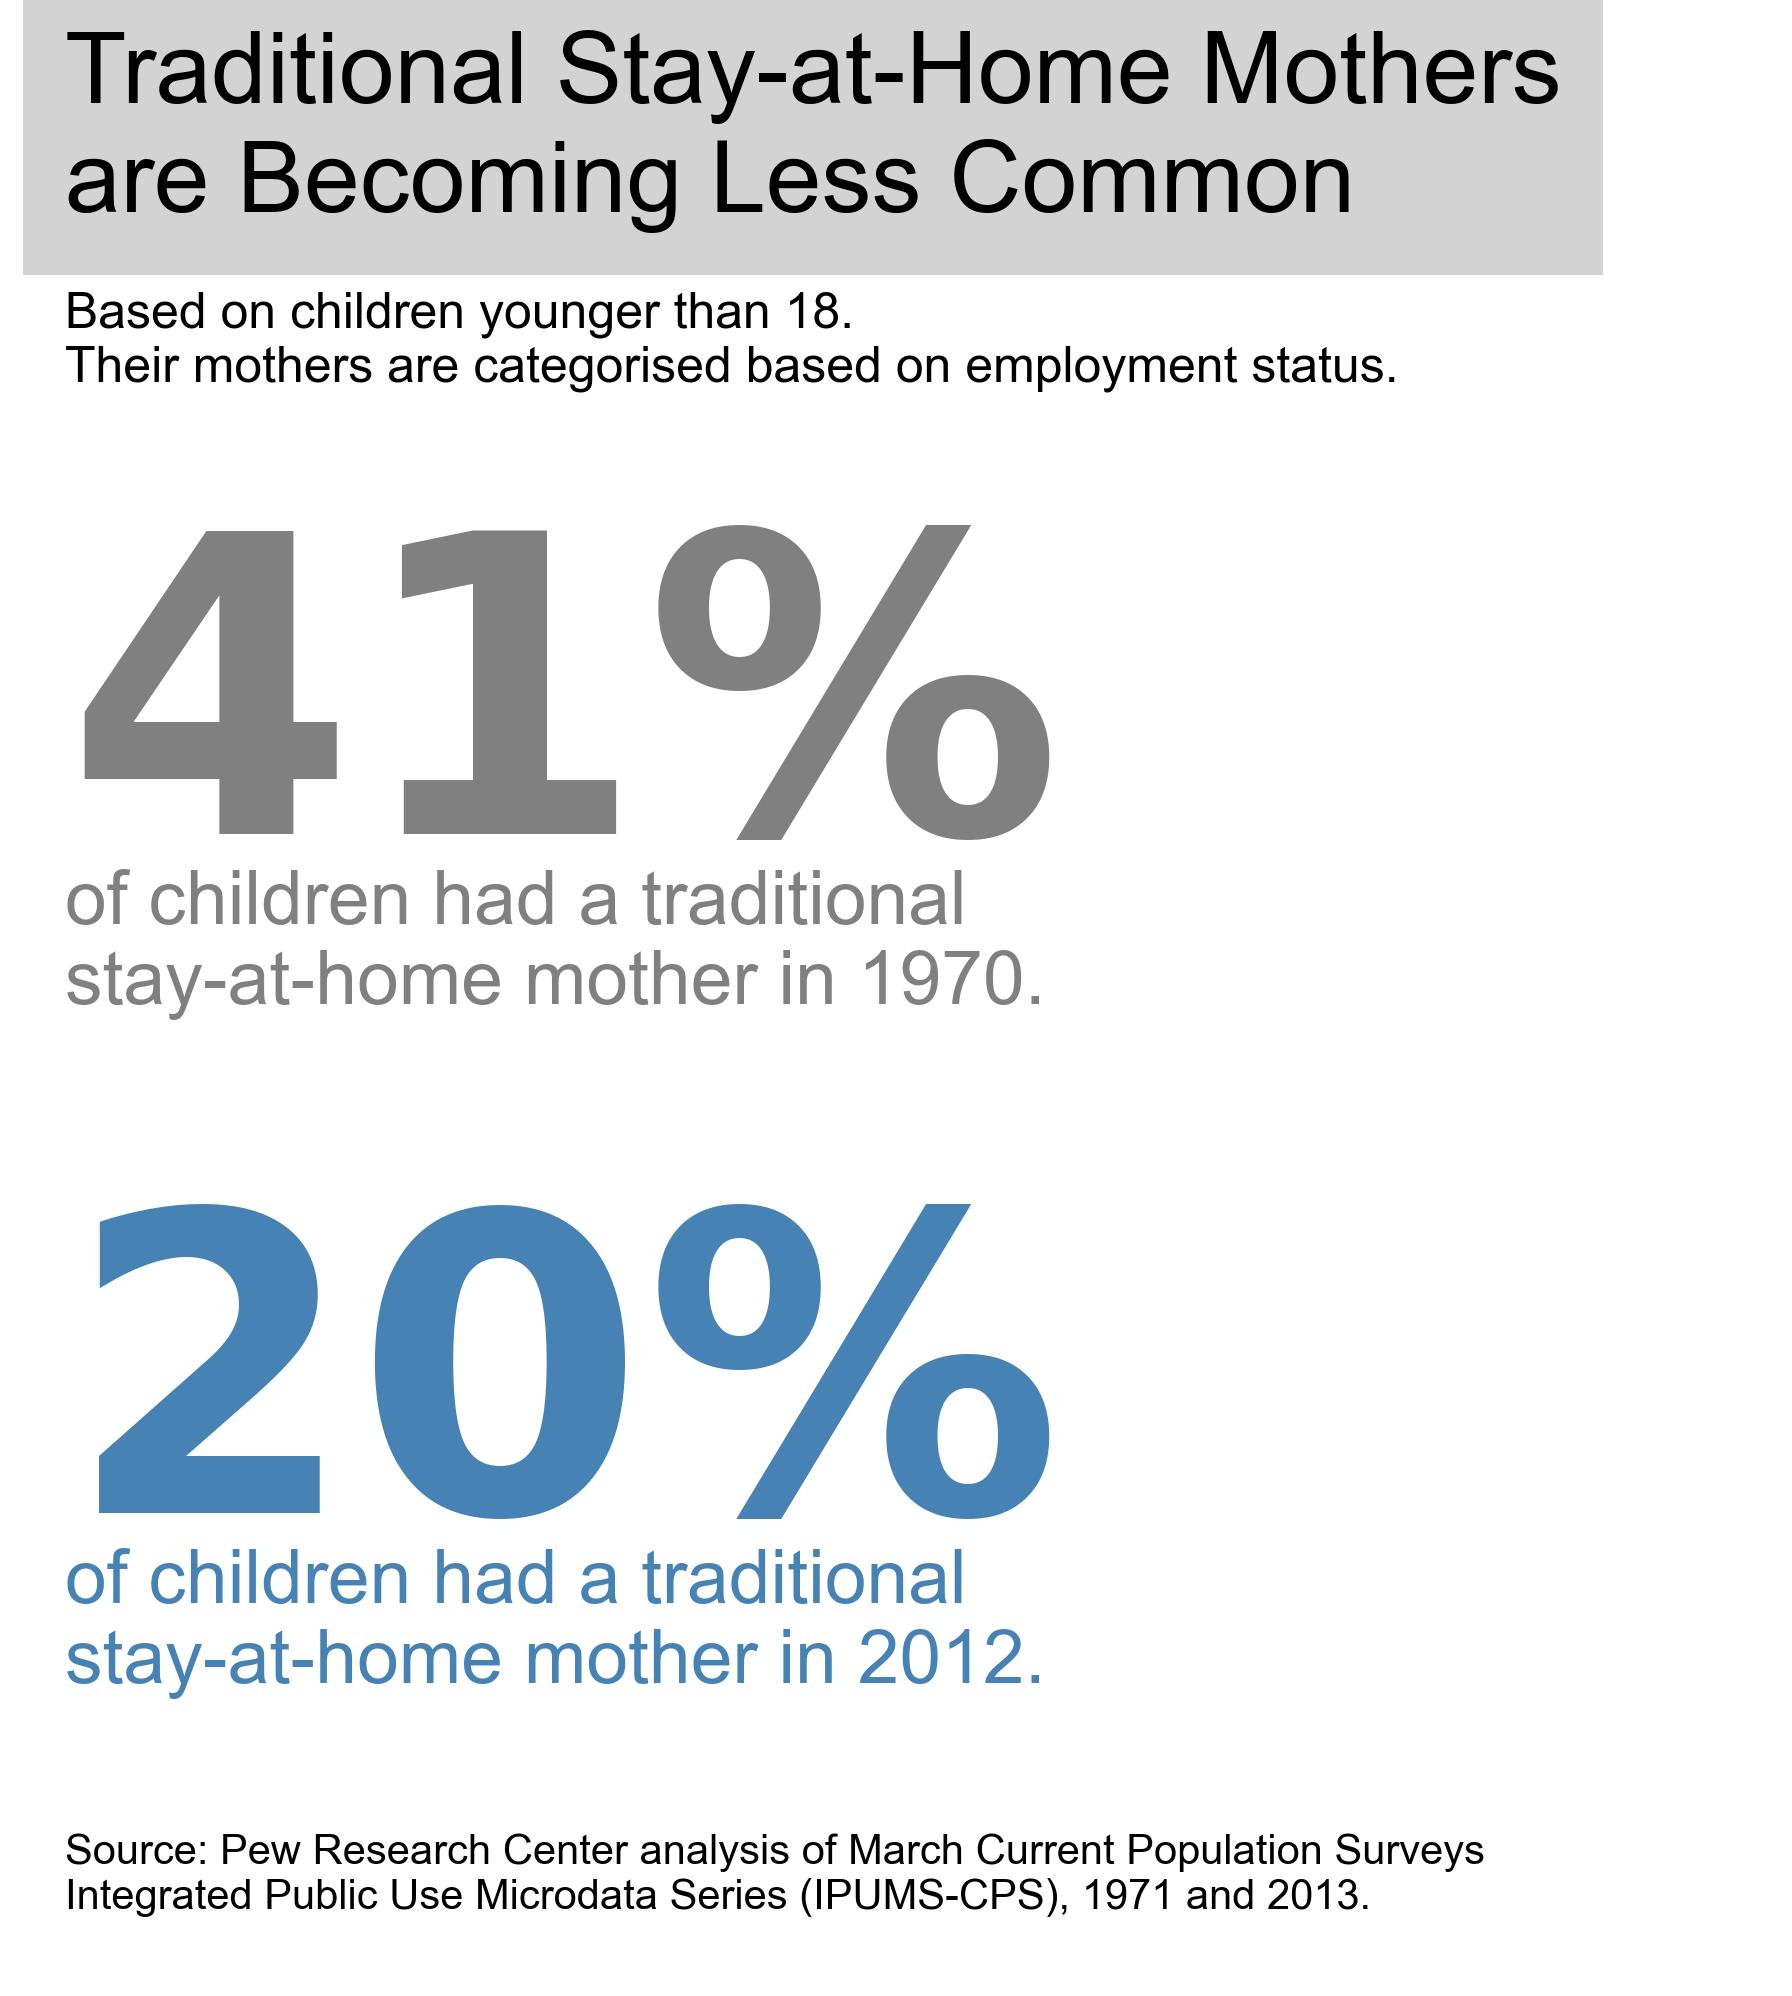 Traditional Stay-at-Home Mothers
are Becoming Less Common
Based on children younger than 18.
Their mothers are categorised based on employment status.
41%
of children had a traditional
stay-at-home mother in 1970.
20%
of children had a traditional
stay-at-home mother in 2012.
Source: Pew Research Center analysis of March Current Population Surveys
Integrated Public Use Microdata Series (IPUMS-CPS), 1971 and 2013.